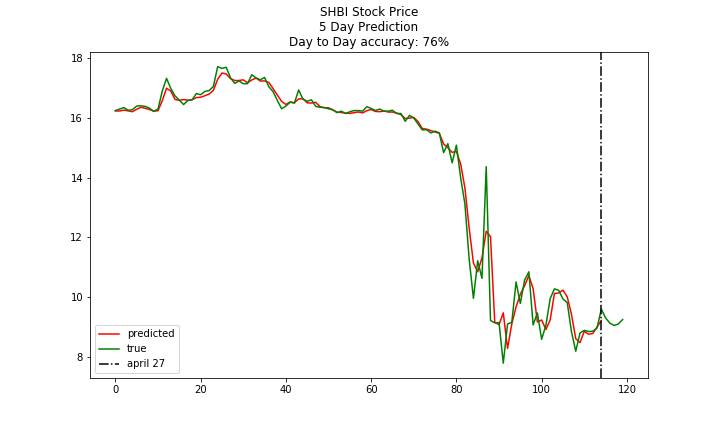 SHBI Stock Price
5 Day Prediction
Day to Day accuracy: 76%
18
16
14
12
10
8
predicted
true
april 27
0
20
40
60
80
100
120